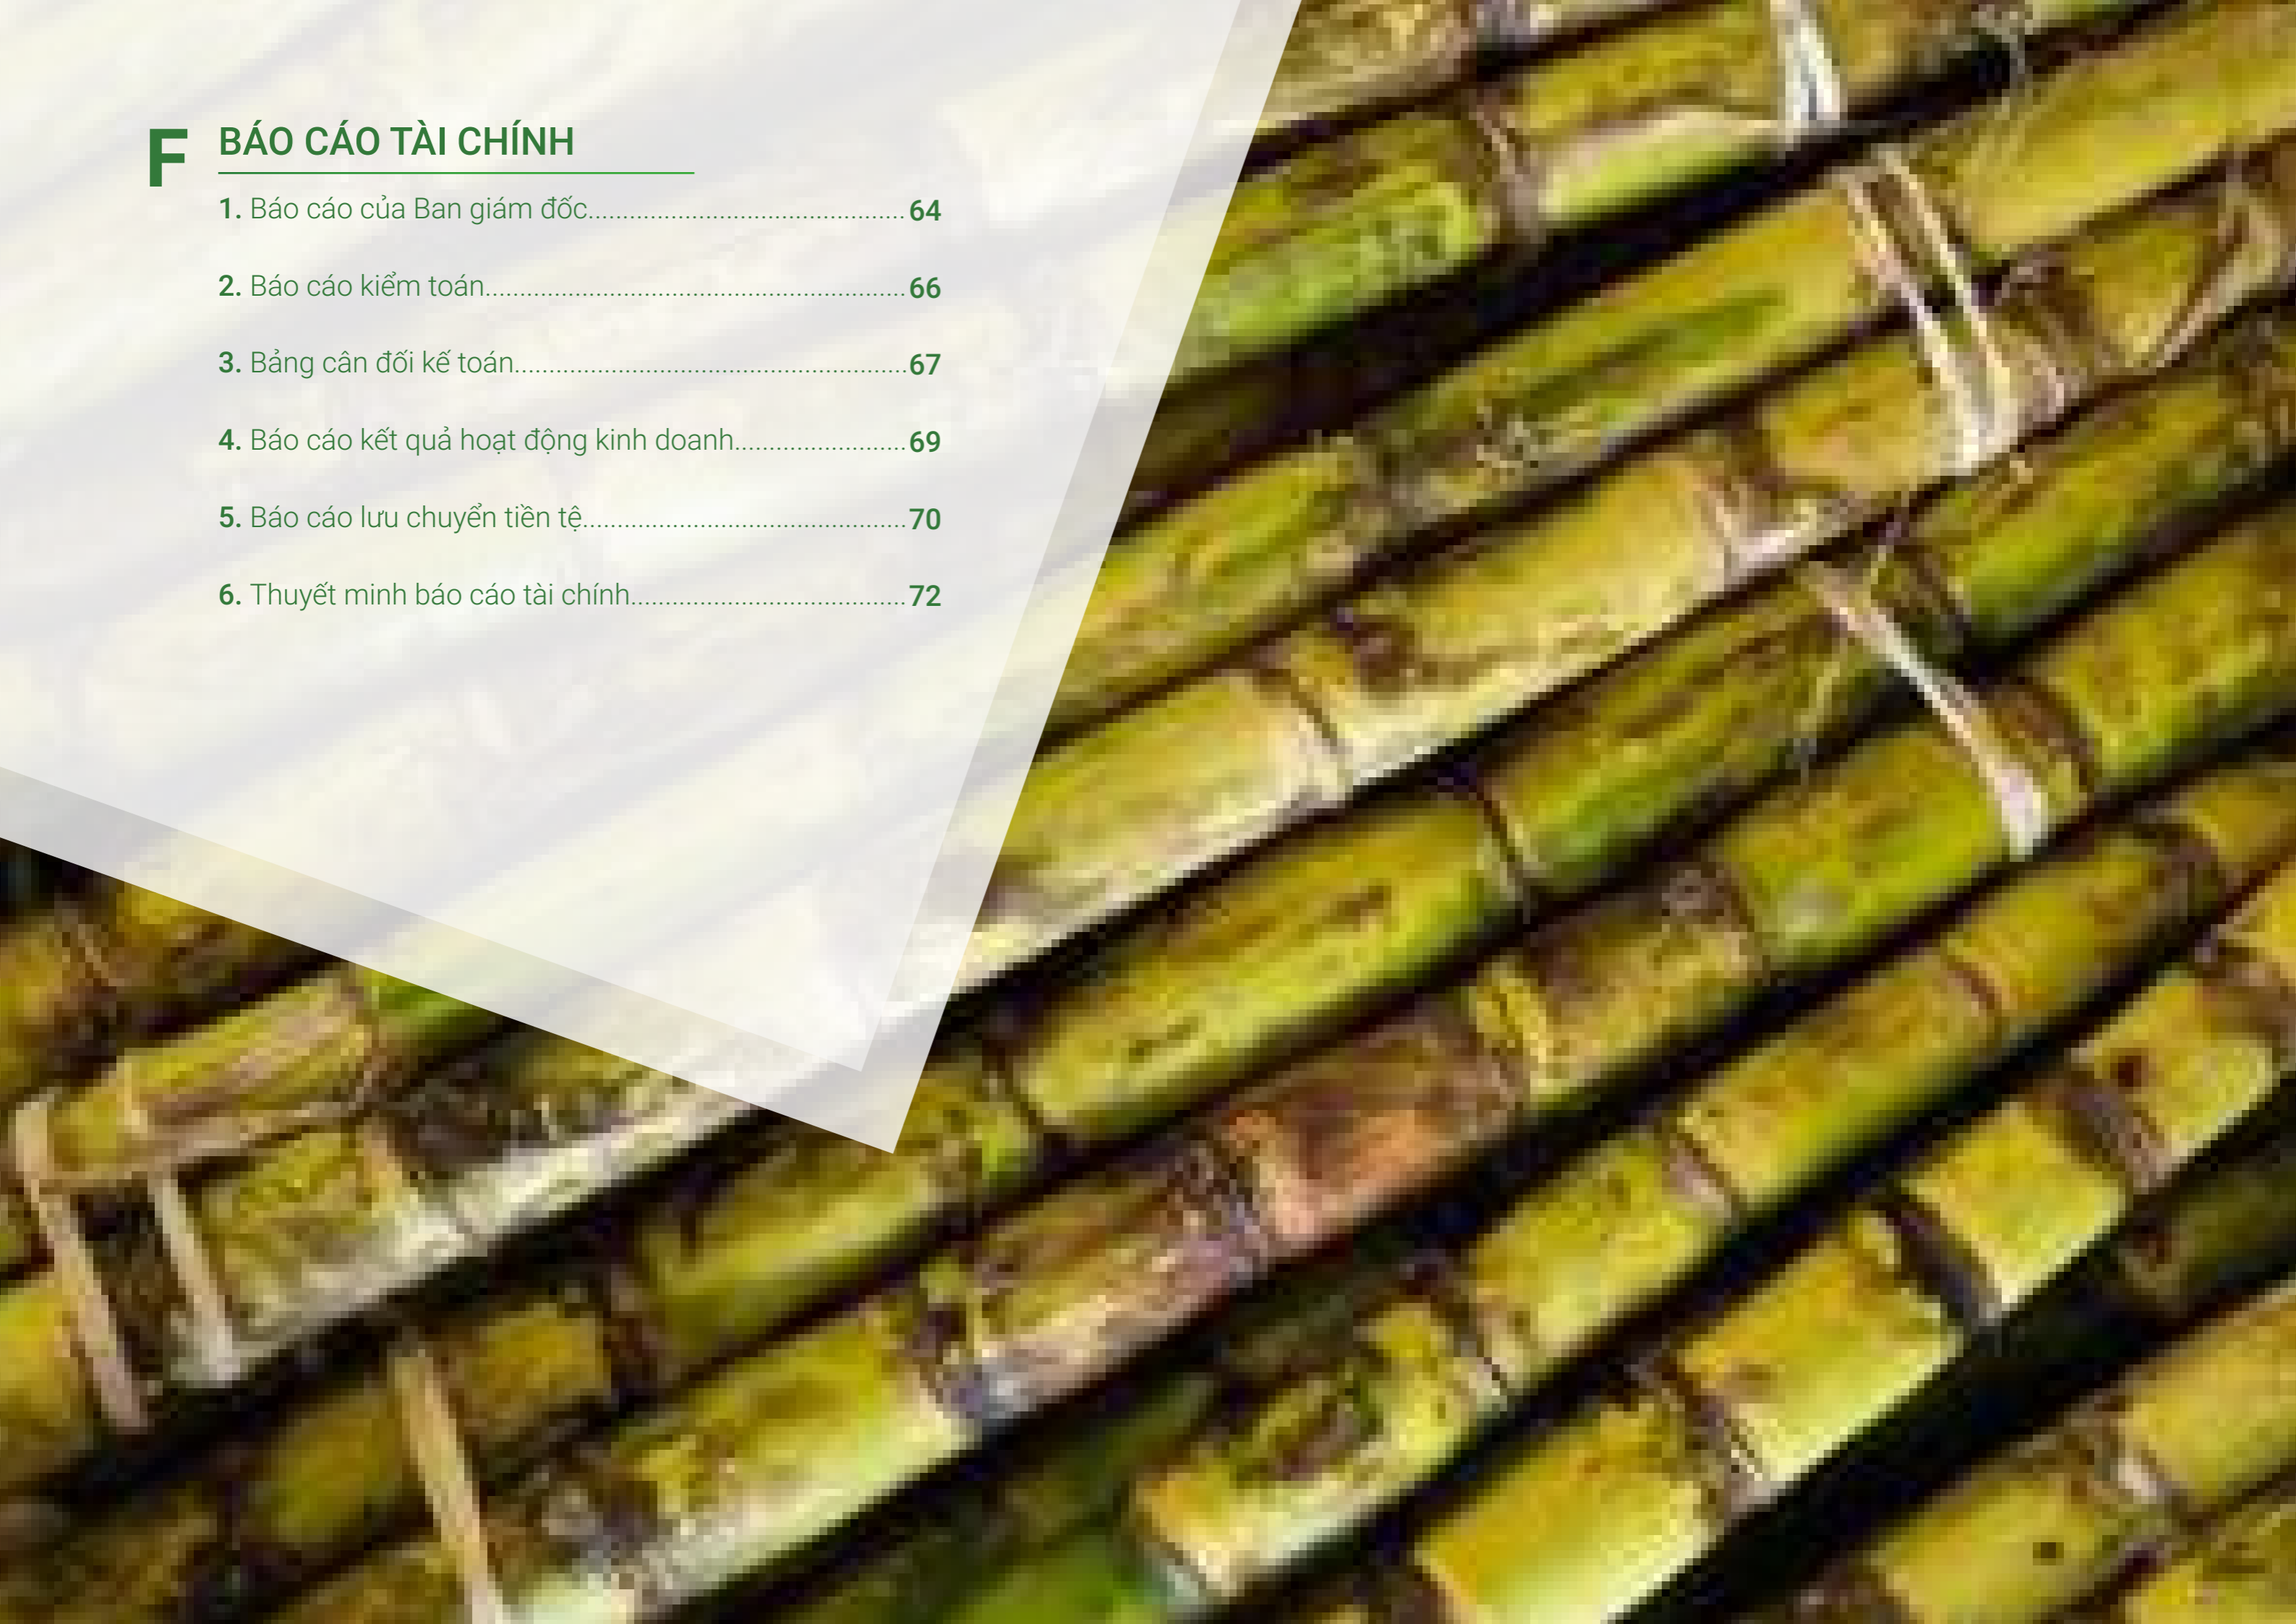 F BÁO CÁO TÀI CHÍNH
1. Báo cáo của Ban giám đốc..............................................64
2. Báo cáo kiểm toán.............................................................66
3. Bảng cân đối kế toán.........................................................67
4. Báo cáo kết quả hoạt động kinh doanh.........................69
5. Báo cáo lưu chuyển tiền tệ...............................................70
6. Thuyết minh báo cáo tài chính........................................72